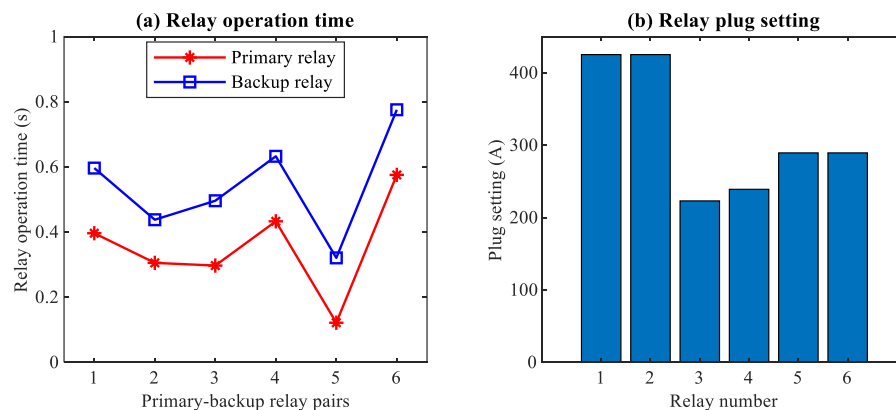 (a) Relay operation time
1
0.8
0.6
0.4
0.2
0
Relay operation time (s)
Primary relay
Backup relay
1 2 3 4 5 6
Primary-backup relay pairs
(b) Relay plug setting
400
300
200
100
0
Plug setting (A)
1 2 3 4 5 6
Relay number